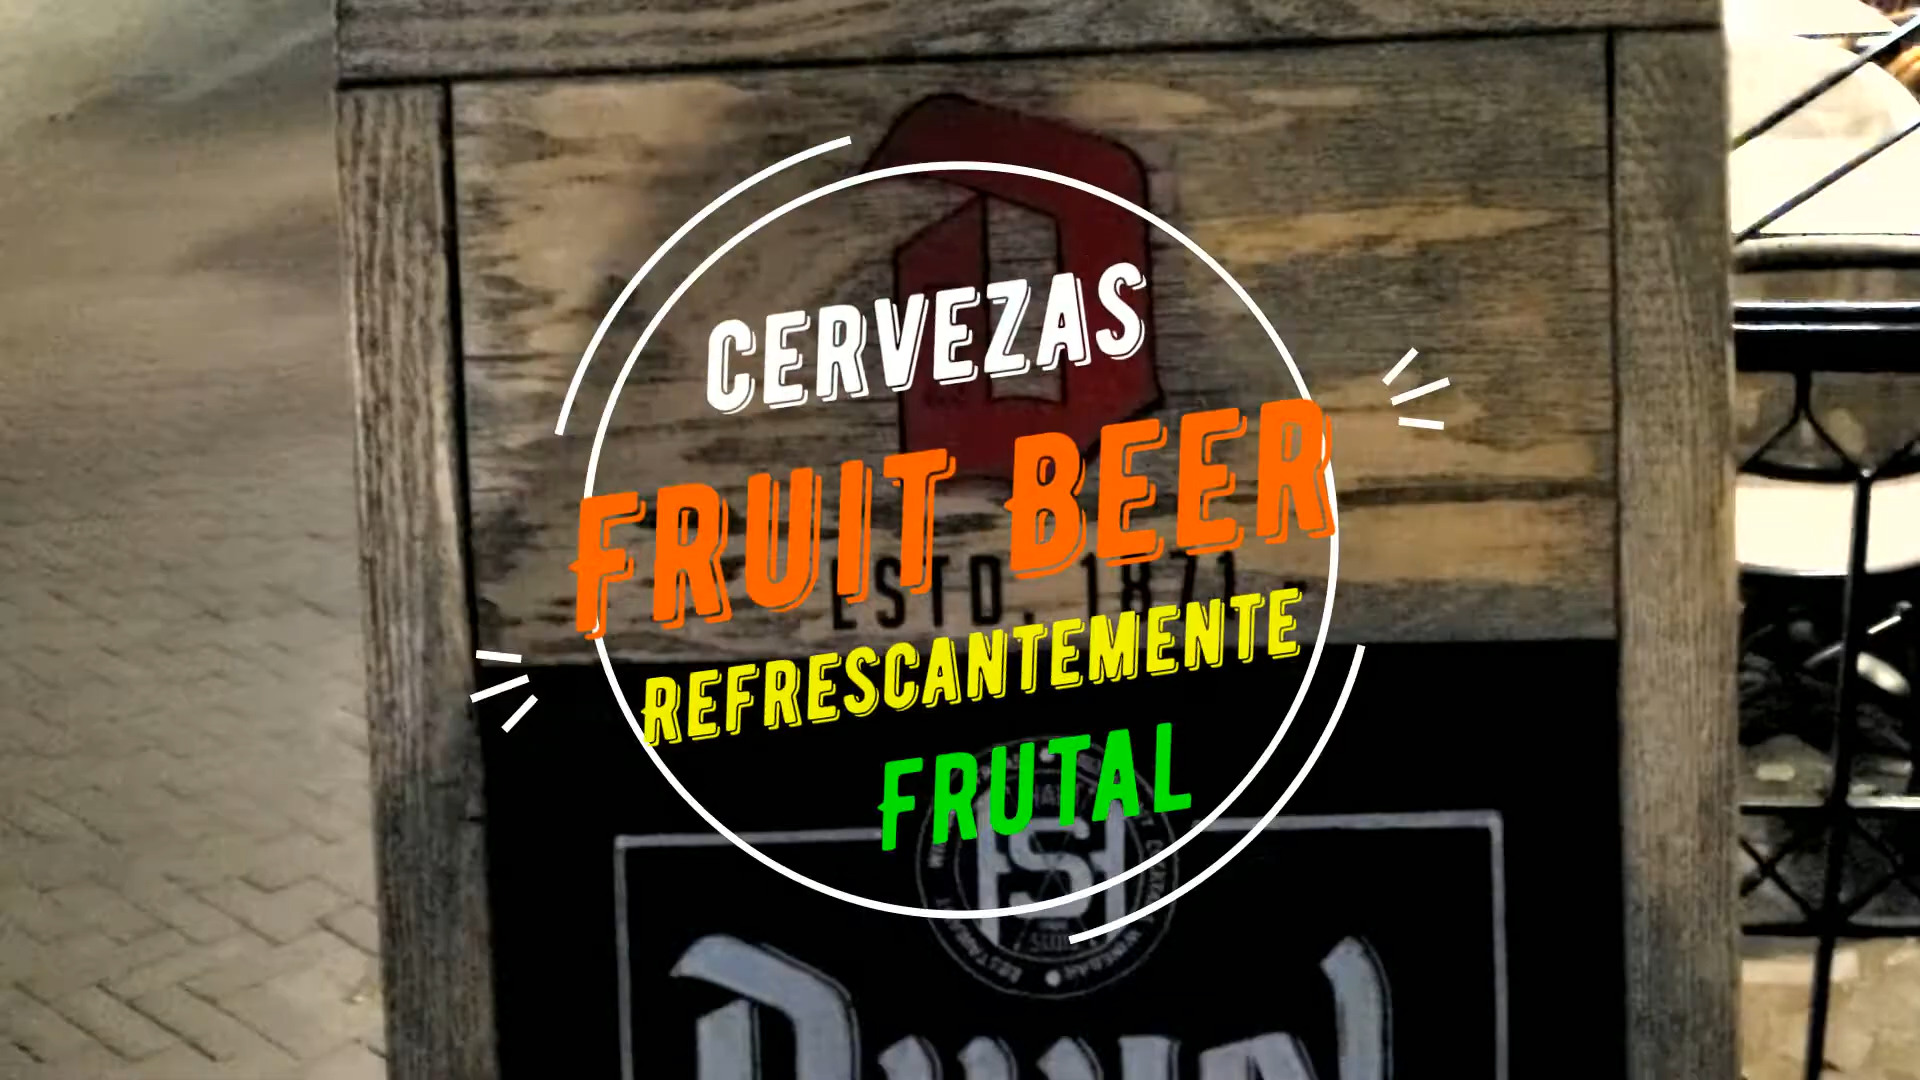 CERVEZAS
FRUIT BEER
ESTD. 1871
REFRESCANTEMENTE
FRUTAL